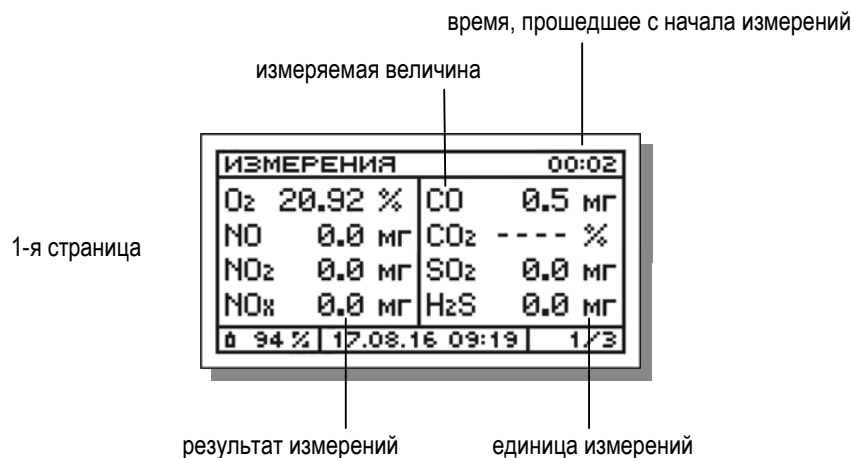 время, прошедшее с начала измерений
измеряемая величина
ИЗМЕРЕНИЯ 00:02
O₂ 20.92 % CO 0.5 мг
NO 0.0 мг CO₂ ---- %
1-я страница
NO₂ 0.0 мг SO₂ 0.0 мг
NOx 0.0 мг H₂S 0.0 мг
94 % 17.08.16 09:19 1/3
результат измерений единица измерений